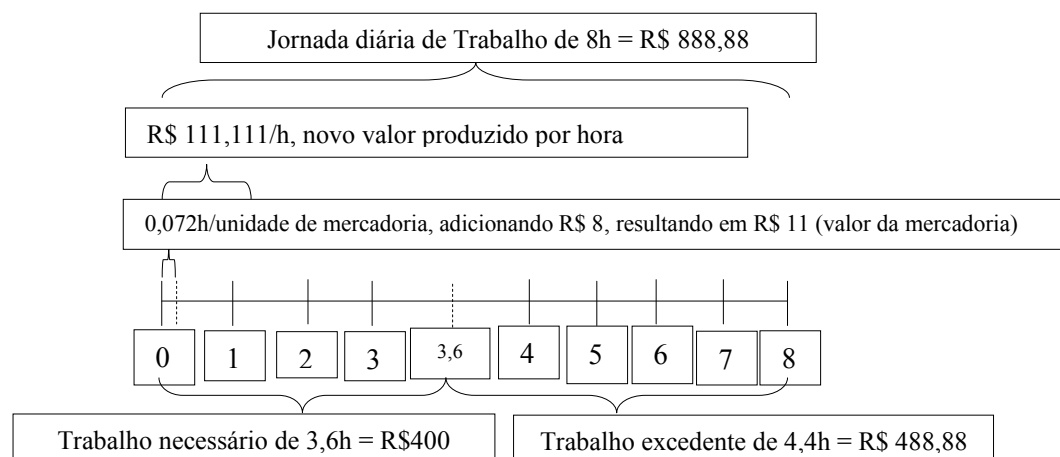 Jornada diária de Trabalho de 8h = R$ 888,88
R$ 111,111/h, novo valor produzido por hora
0,072h/unidade de mercadoria, adicionando R$ 8, resultando em R$ 11 (valor da mercadoria)
0 1 2 3 3,6 4 5 6 7 8
Trabalho necessário de 3,6h = R$400 Trabalho excedente de 4,4h = R$ 488,88